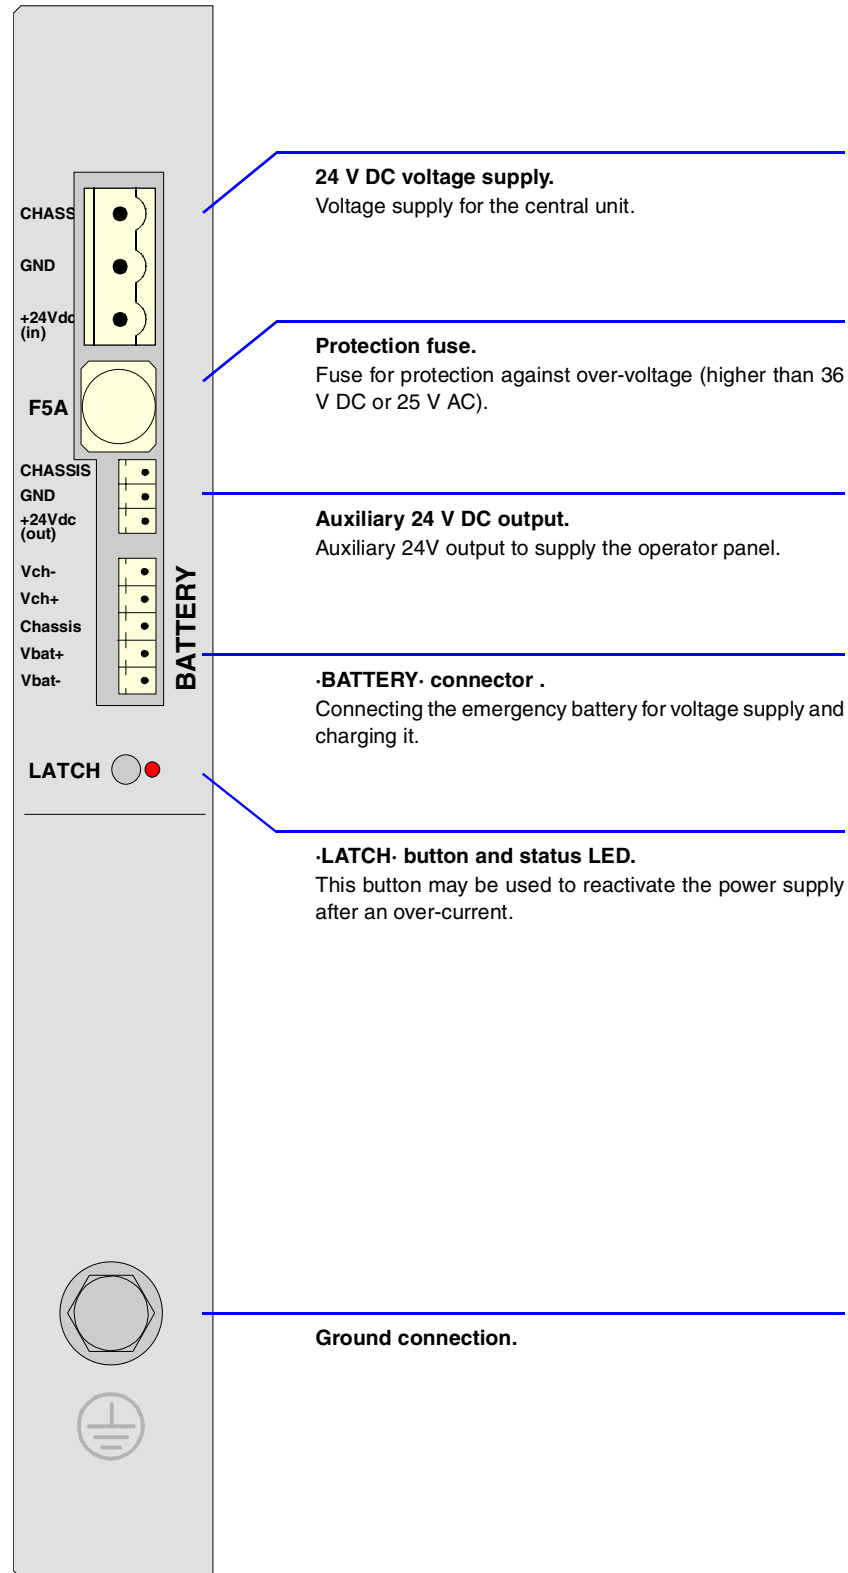 24 V DC voltage supply.
Voltage supply for the central unit.
CHASS
GND
+24Vdc
(in)
Protection fuse.
Fuse for protection against over-voltage (higher than 36
V DC or 25 V AC).
F5A
CHASSIS
GND
+24Vdc
(out)
Auxiliary 24 V DC output.
Auxiliary 24V output to supply the operator panel.
Vch-
Vch+
Chassis
Vbat+
Vbat-
BATTERY
·BATTERY· connector .
Connecting the emergency battery for voltage supply and
charging it.
LATCH
·LATCH· button and status LED.
This button may be used to reactivate the power supply
after an over-current.
Ground connection.